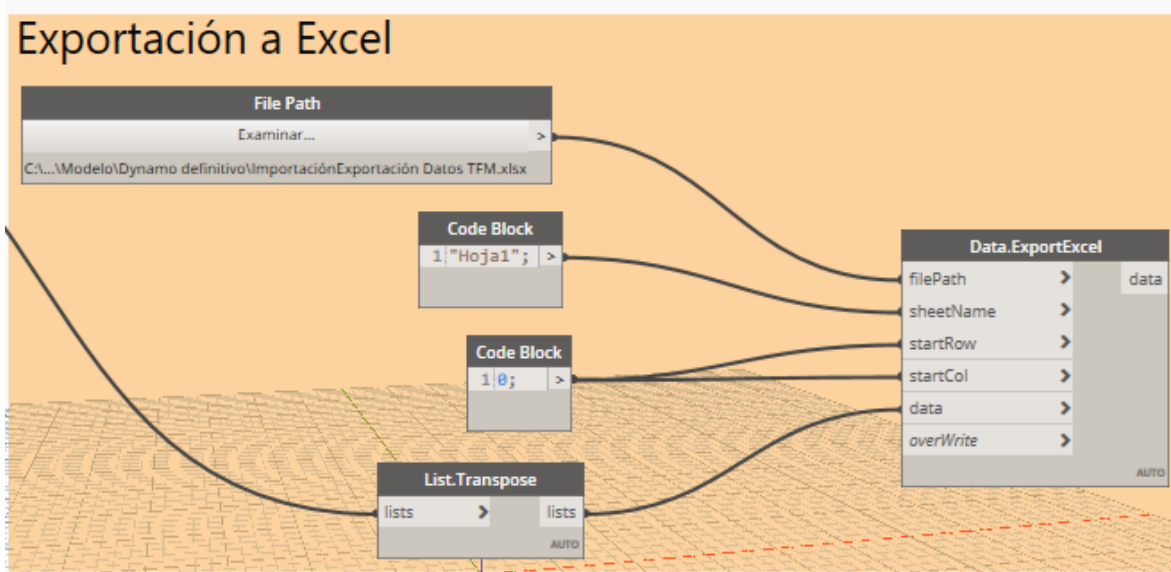 Exportación a Excel
File Path
Examinar...
>
C:\...\Modelo\Dynamo definitivo\ImportaciónExportación Datos TFM.xlsx
Code Block
1 "Hoja1"; >
Code Block
1 0; >
List.Transpose
lists > lists
AUTO
Data.ExportExcel
filePath > data
sheetName >
startRow >
startCol >
data >
overWrite >
AUTO